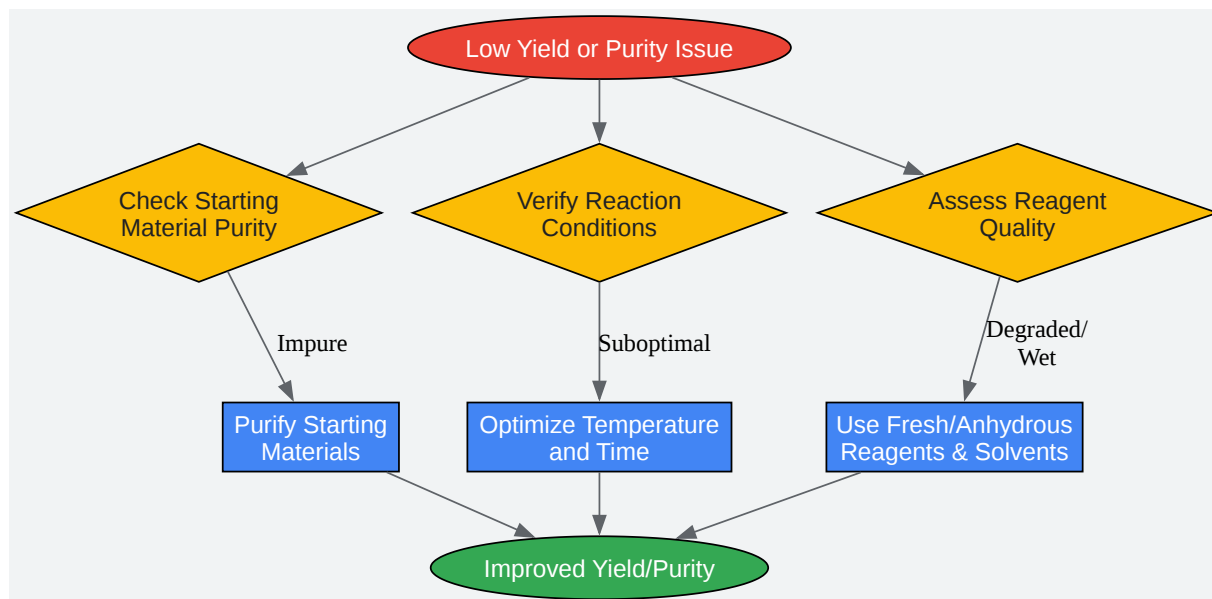 Low Yield or Purity Issue
Check Starting
Material Purity
Verify Reaction
Conditions
Assess Reagent
Quality
Impure
Suboptimal
Degraded/
Wet
Purify Starting
Materials
Optimize Temperature
and Time
Use Fresh/Anhydrous
Reagents & Solvents
Improved Yield/Purity